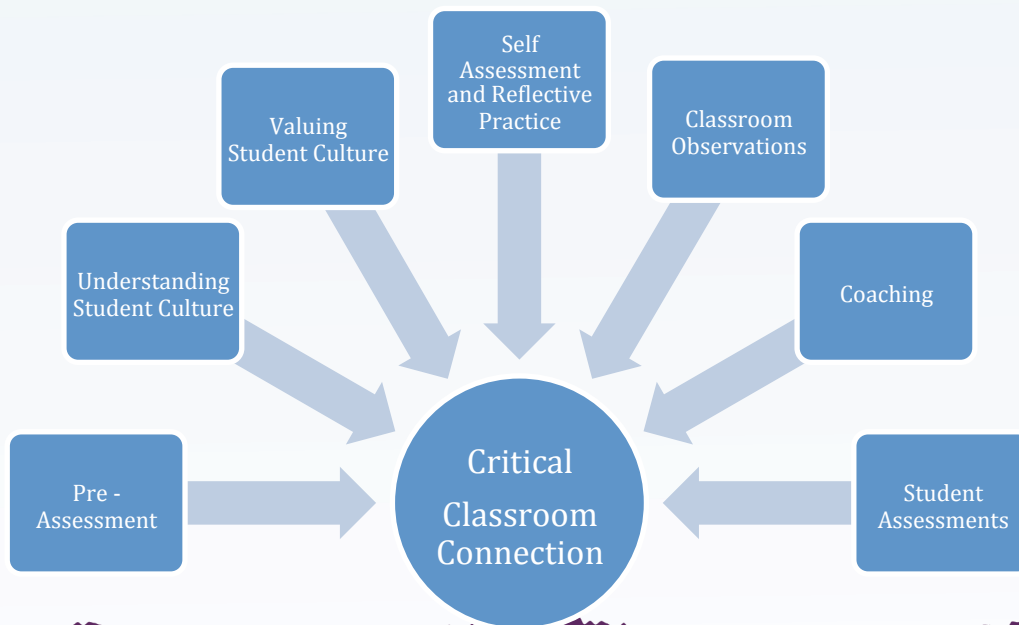 Self
Assessment
and Reflective
Practice
Valuing
Student Culture
Classroom
Observations
Understanding
Student Culture
Coaching
Pre -
Assessment
Critical
Classroom
Connection
Student
Assessments